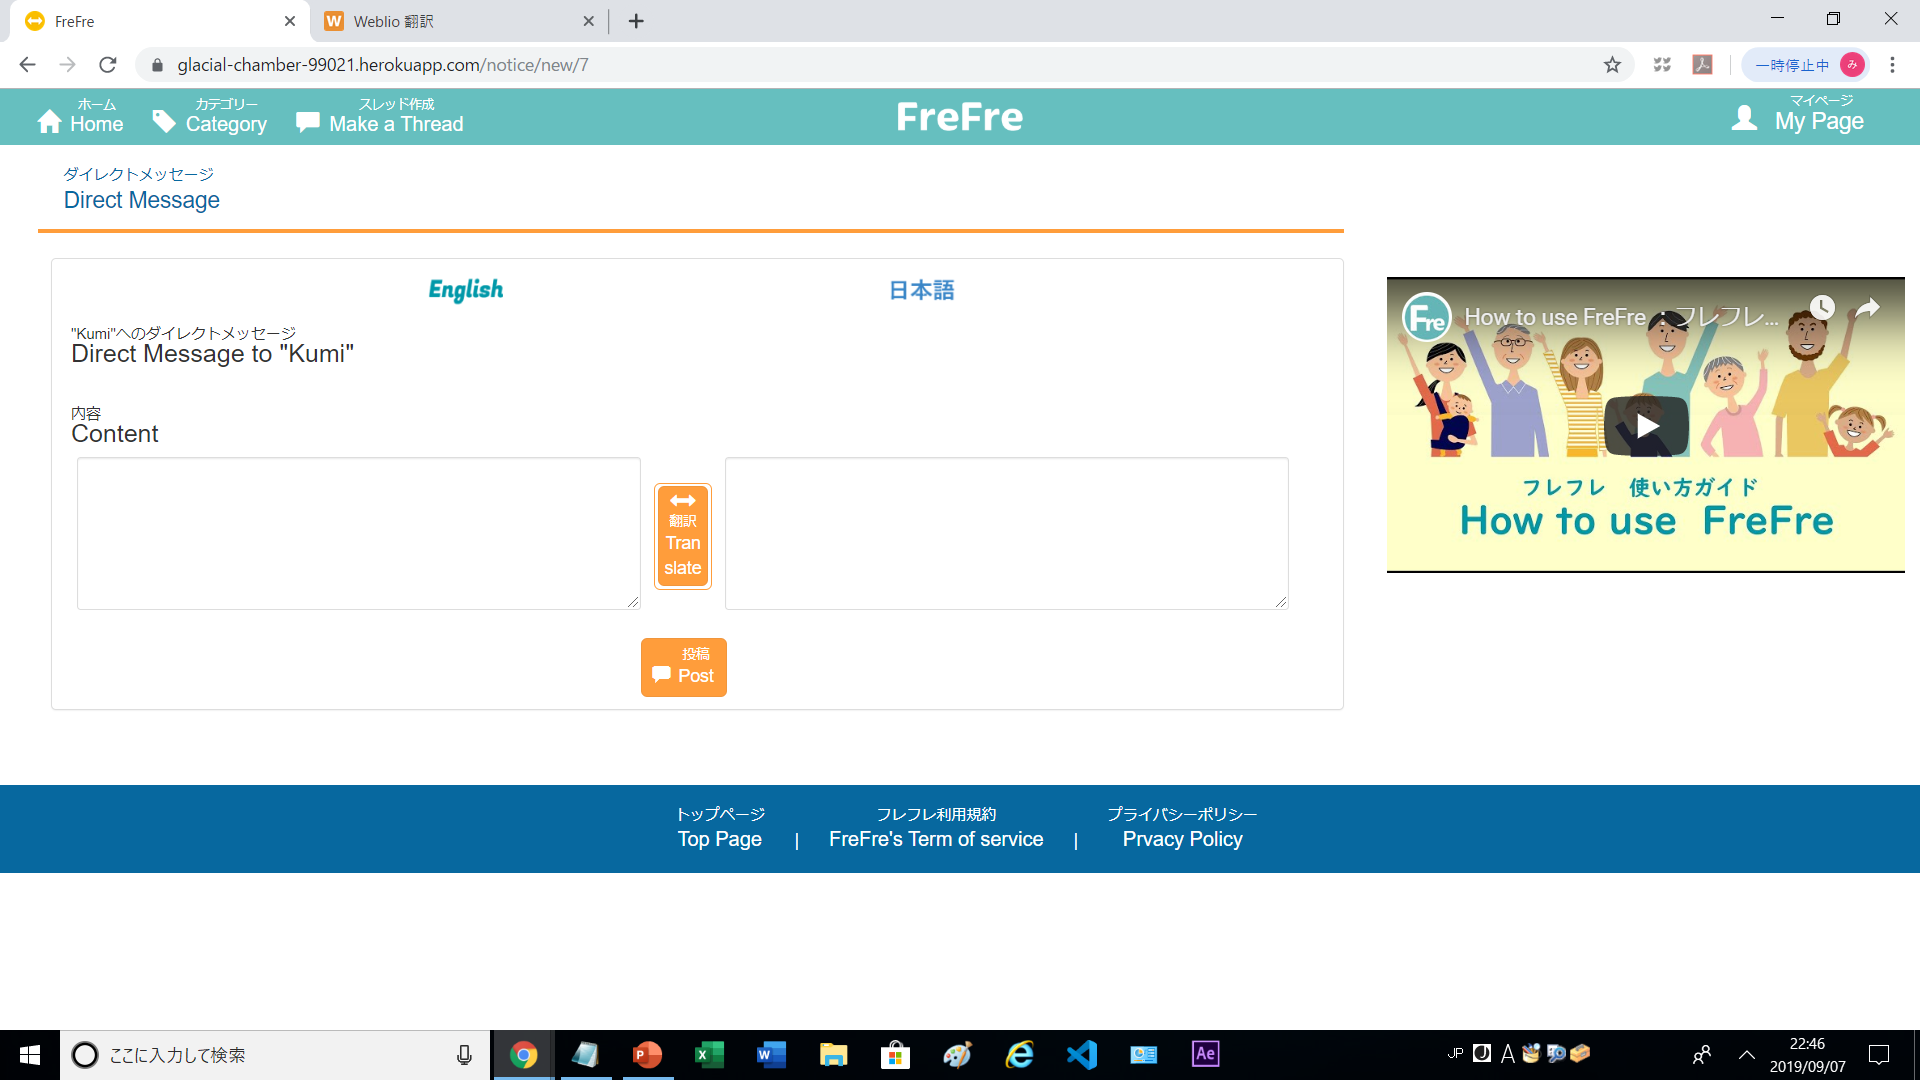 FreFre
Weblio 翻訳
glacial-chamber-99021.herokuapp.com/notice/new/7
一時停止中
み
ホーム
Home
カテゴリー
Category
スレッド作成
Make a Thread
FreFre
マイページ
My Page
ダイレクトメッセージ
Direct Message
English
日本語
"Kumi"へのダイレクトメッセージ
Direct Message to "Kumi"
内容
Content
翻訳
Tran
slate
投稿
Post
Fre
How to use FreFre : フレフレ...
フレフレ 使い方ガイド
How to use FreFre
トップページ
Top Page
|
フレフレ利用規約
FreFre's Term of service
|
プライバシーポリシー
Prvacy Policy
ここに入力して検索
Ae
JP
A
22:46
2019/09/07